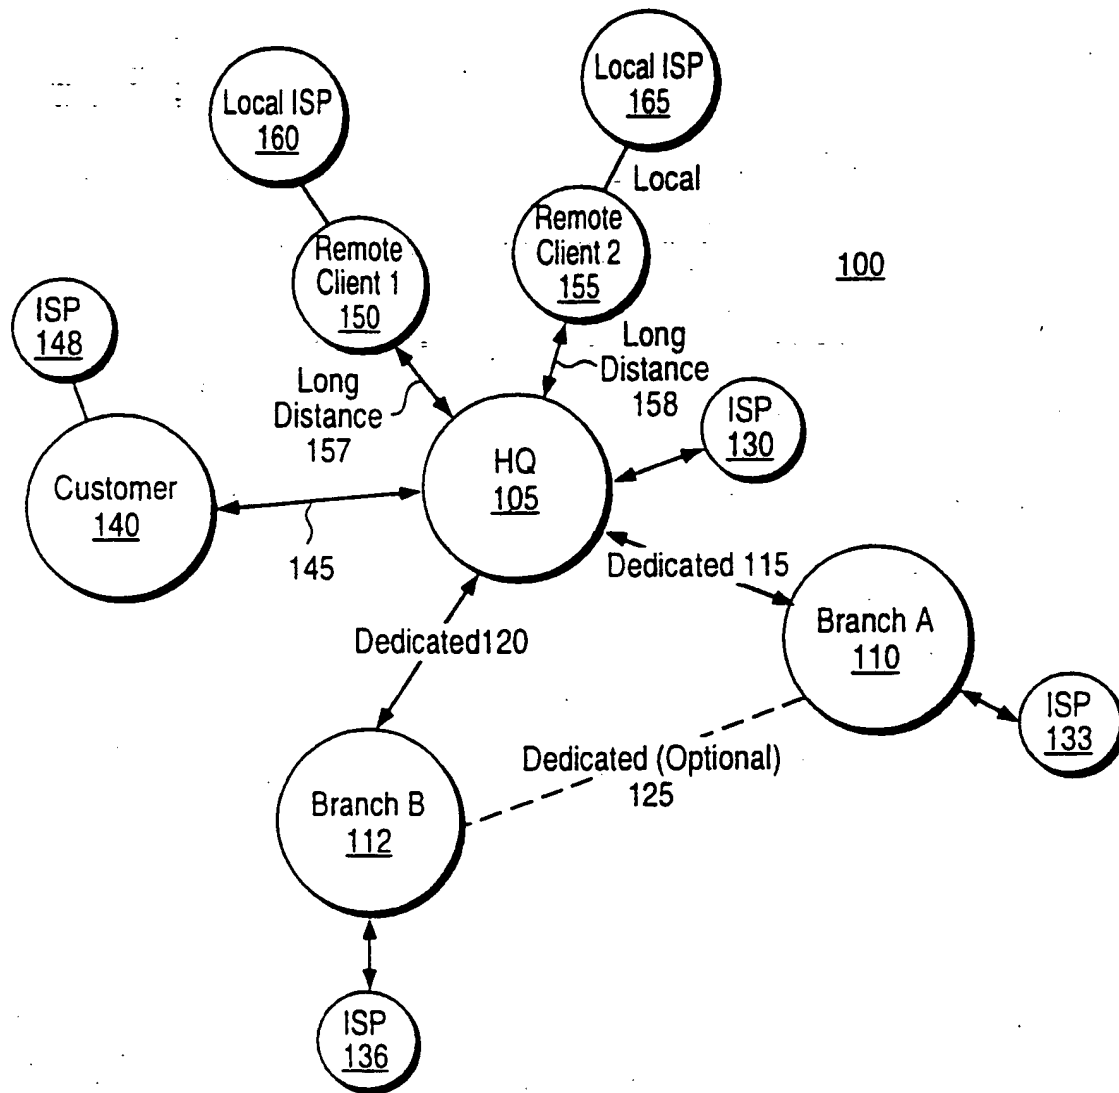 Local ISP
160
Local ISP
165
Local
Remote
Client 1
150
Remote
Client 2
155
100
ISP
148
Long
Distance
157
Long
Distance
158
ISP
130
HQ
105
Customer
140
145
Dedicated 115
Branch A
110
Dedicated120
ISP
133
Dedicated (Optional)
125
Branch B
112
ISP
136